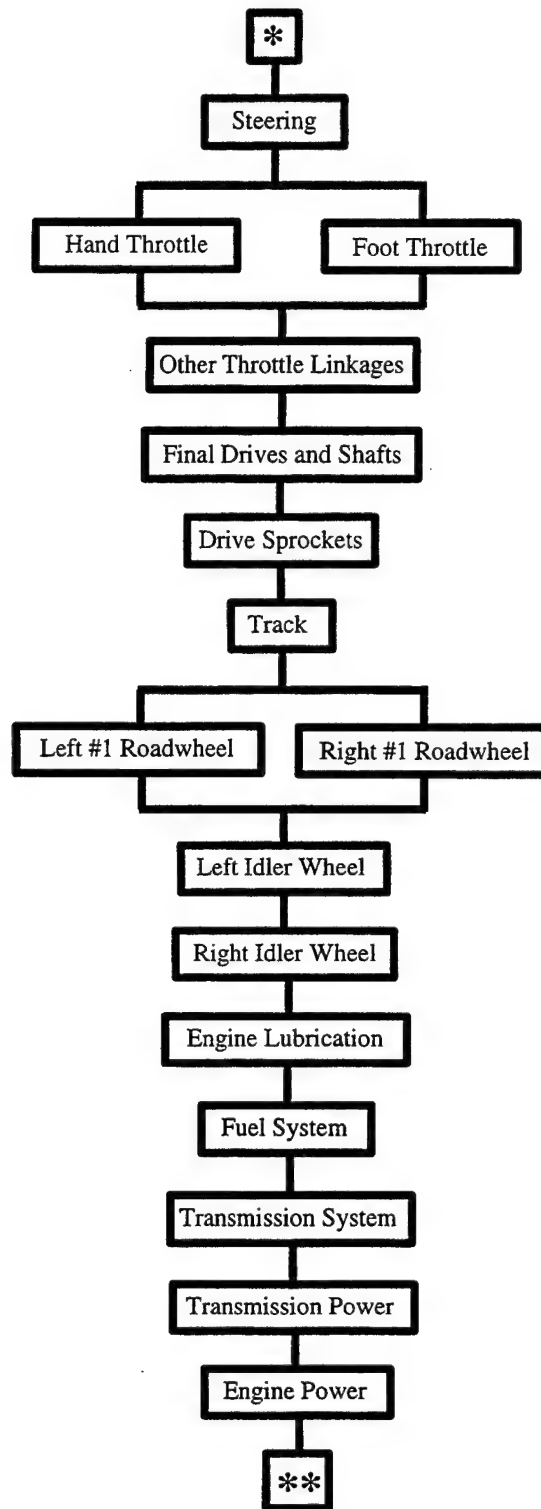 *
Steering
Hand Throttle
Foot Throttle
Other Throttle Linkages
Final Drives and Shafts
Drive Sprockets
Track
Left #1 Roadwheel
Right #1 Roadwheel
Left Idler Wheel
Right Idler Wheel
Engine Lubrication
Fuel System
Transmission System
Transmission Power
Engine Power
**